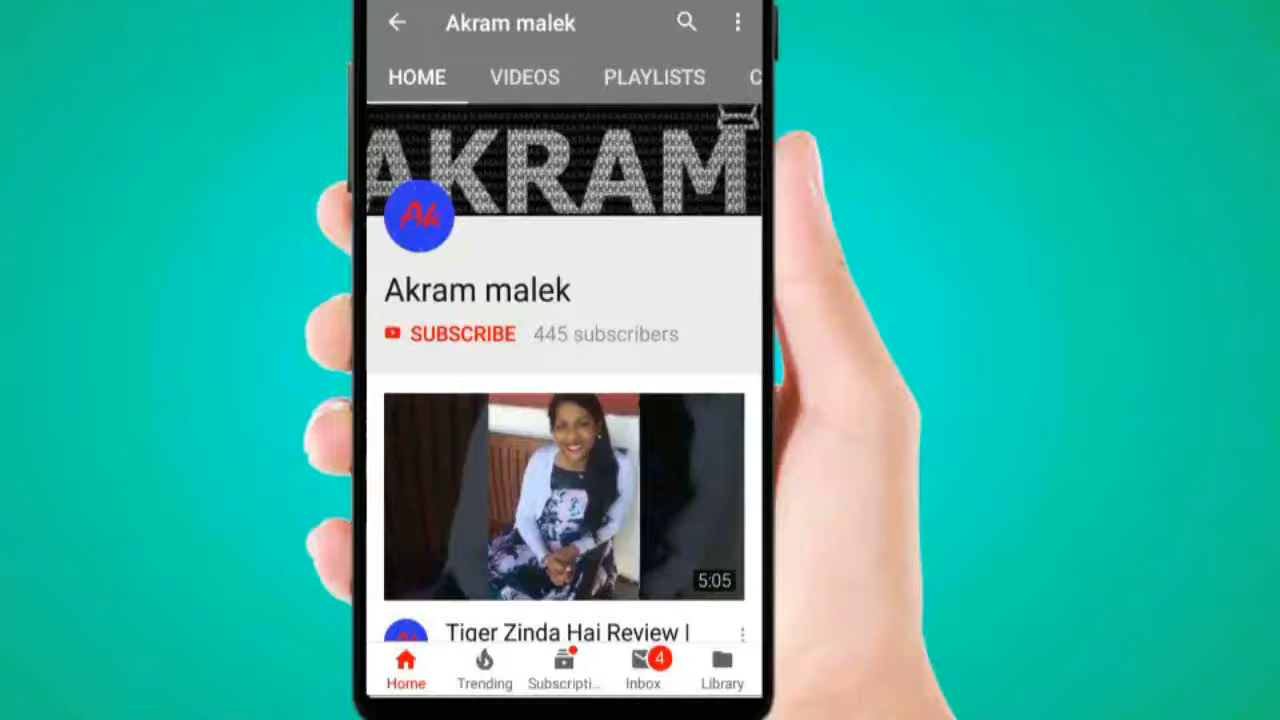 Akram malek
HOME VIDEOS PLAYLISTS C
AKRAM
Ak
Akram malek
SUBSCRIBE 445 subscribers
5:05
Tiger Zinda Hai Review |
4
Home Trending Subscripti... Inbox Library